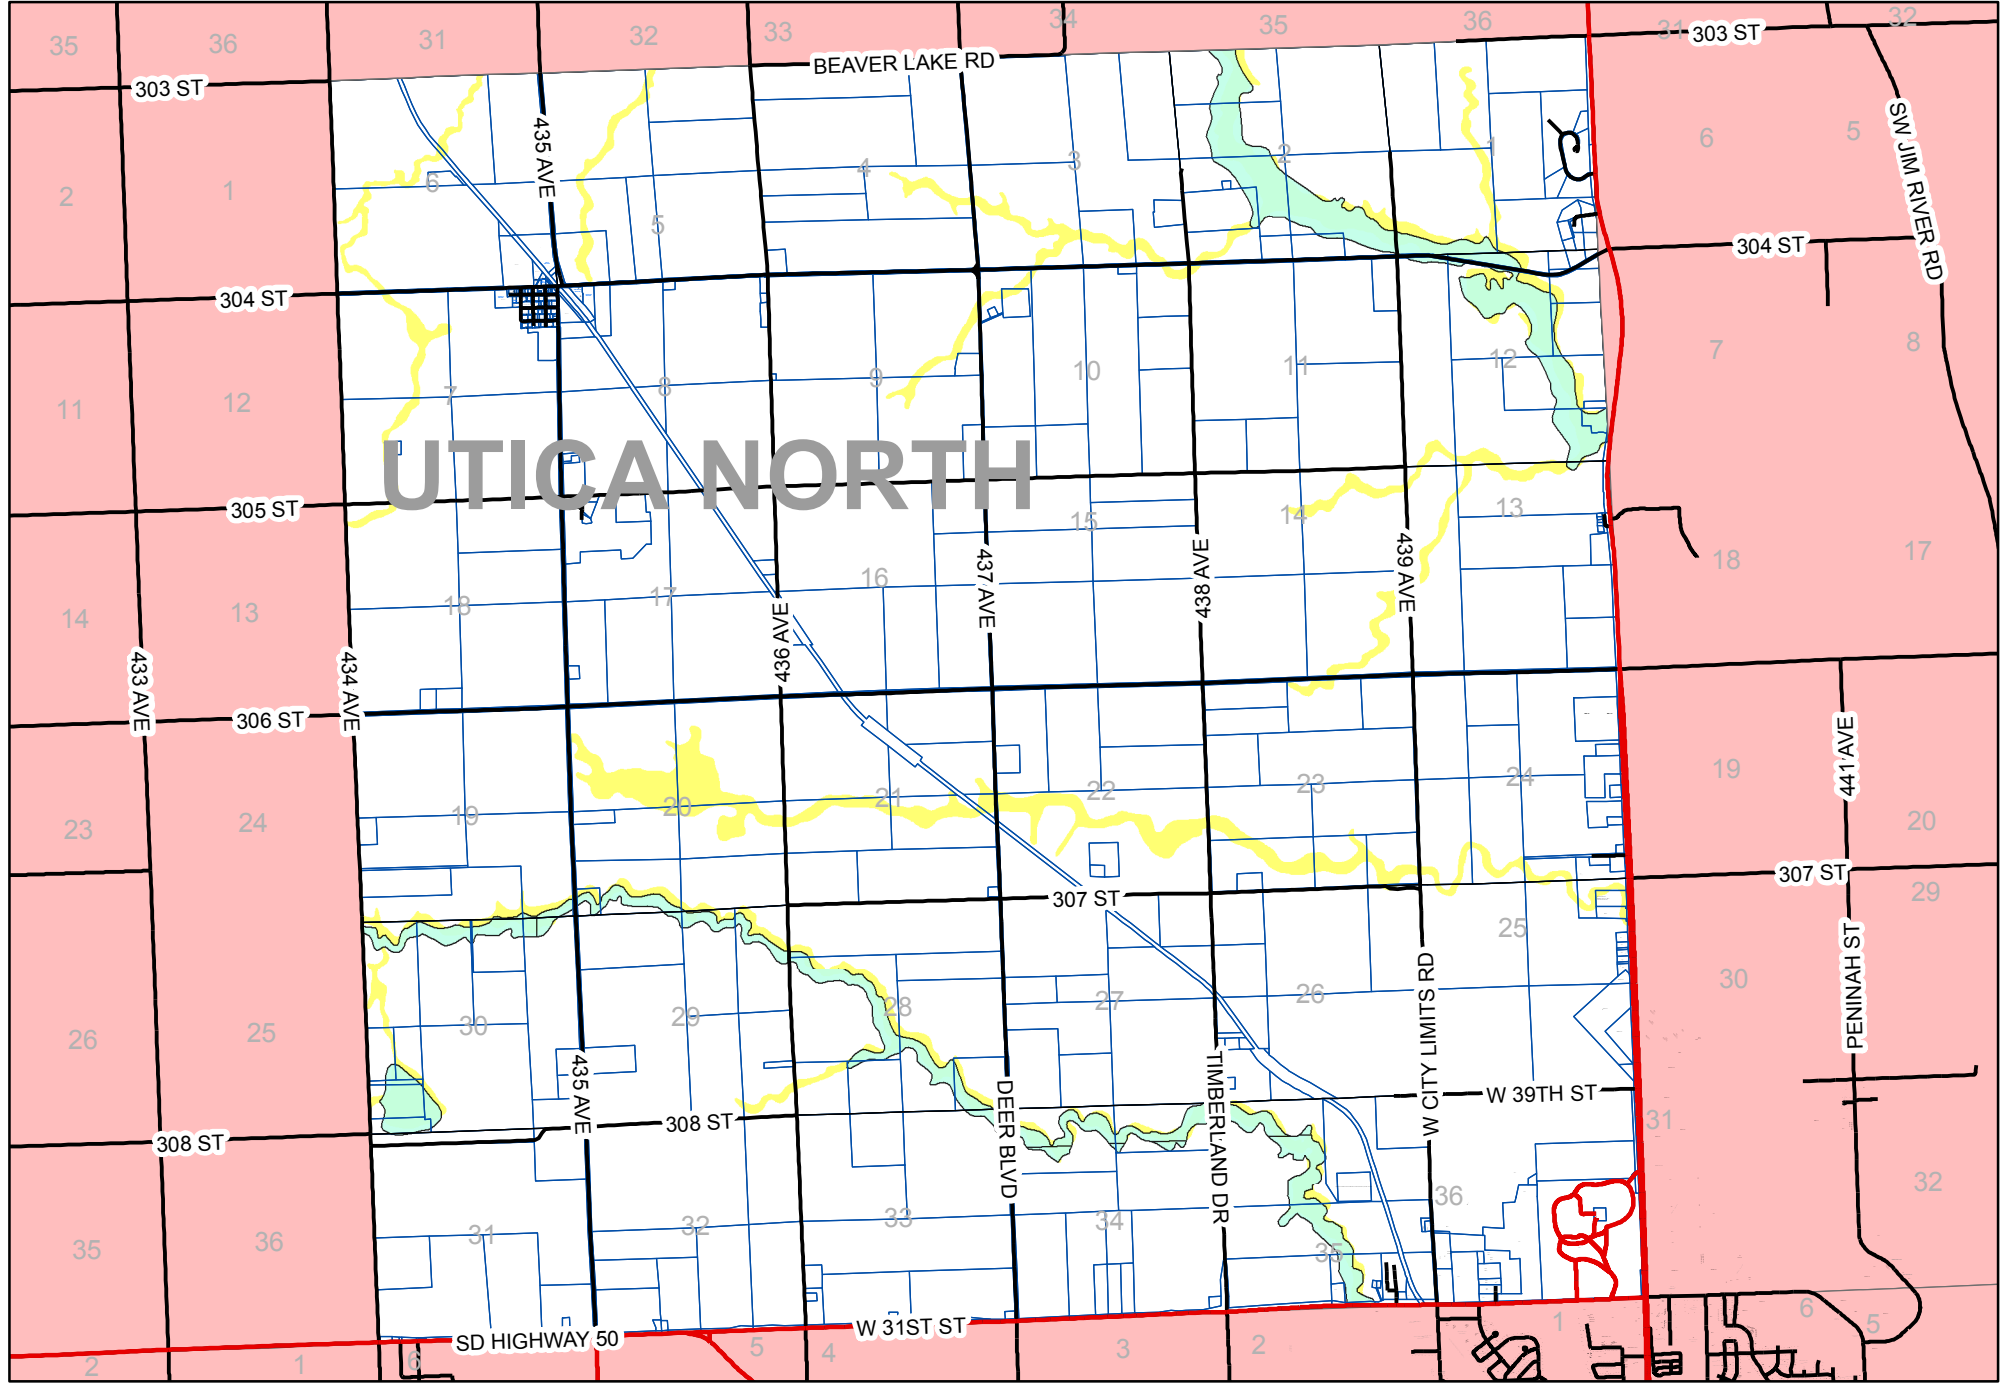 35
36
31
32
33
34
35
36
31
32
303 ST
BEAVER LAKE RD
303 ST
2
1
6
435 AVE
5
4
3
2
1
6
5
SW JIM RIVER RD
304 ST
304 ST
11
12
7
8
9
10
11
12
7
8
UTICA NORTH
305 ST
14
13
18
17
16
15
14
13
18
17
433 AVE
434 AVE
436 AVE
437 AVE
438 AVE
439 AVE
306 ST
441 AVE
23
24
19
20
21
22
23
24
19
20
307 ST
307 ST
29
26
25
30
29
28
27
26
25
30
W CITY LIMITS RD
PENINAH ST
435 AVE
DEER BLVD
TIMBERLAND DR
W 39TH ST
308 ST
308 ST
31
35
36
31
32
33
34
35
36
32
SD HIGHWAY 50
W 31ST ST
2
1
6
5
4
3
2
1
6
5